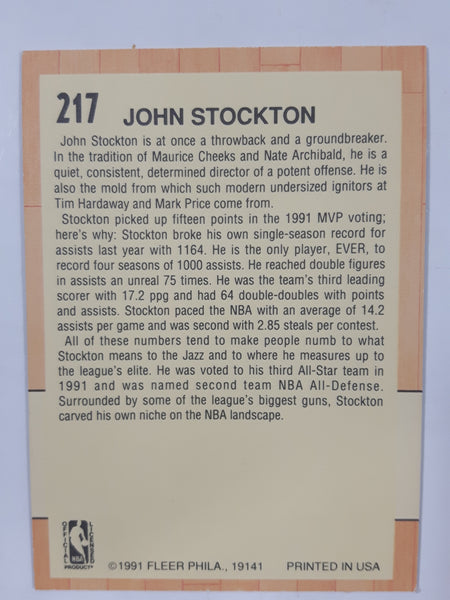 217 JOHN STOCKTON
John Stockton is at once a throwback and a groundbreaker.
In the tradition of Maurice Cheeks and Nate Archibald, he is a
quiet, consistent, determined director of a potent offense. He is
also the mold from which such modern undersized ignitors at
Tim Hardaway and Mark Price come from.
Stockton picked up fifteen points in the 1991 MVP voting;
here's why: Stockton broke his own single-season record for
assists last year with 1164. He is the only player, EVER, to
record four seasons of 1000 assists. He reached double figures
in assists an unreal 75 times. He was the team's third leading
scorer with 17.2 ppg and had 64 double-doubles with points
and assists. Stockton paced the NBA with an average of 14.2
assists per game and was second with 2.85 steals per contest.
All of these numbers tend to make people numb to what
Stockton means to the Jazz and to where he measures up to
the league's elite. He was voted to his third All-Star team in
1991 and was named second team NBA All-Defense.
Surrounded by some of the league's biggest guns, Stockton
carved his own niche on the NBA landscape.
OFFICIAL NBA LICENSED
PRODUCT
©1991 FLEER PHILA., 19141 PRINTED IN USA